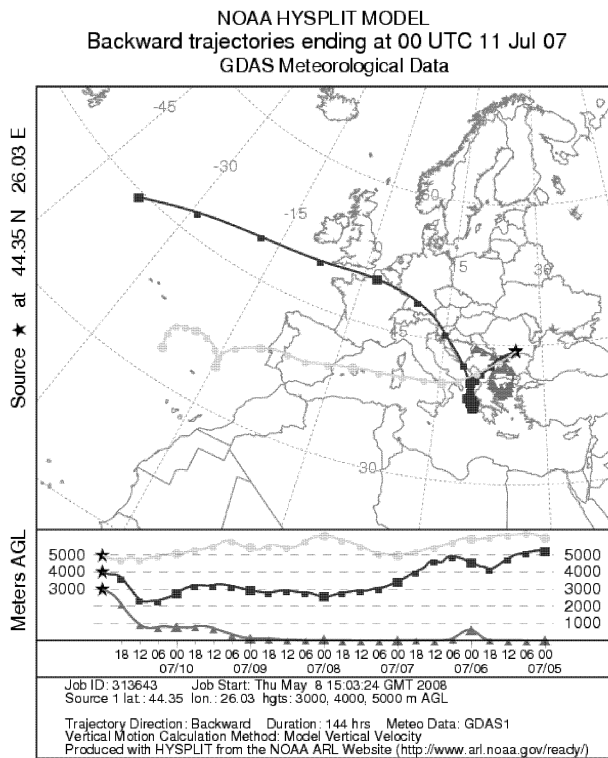 NOAA HYSPLIT MODEL
Backward trajectories ending at 00 UTC 11 Jul 07
GDAS Meteorological Data
Source ★ at 44.35 N 26.03 E
-45
-30
-15
0
15
30
60
45
30
Meters AGL
5000
4000
3000
5000
4000
3000
2000
1000
18 12 06 00 18 12 06 00 18 12 06 00 18 12 06 00 18 12 06 00 18 12 06 00
07/10 07/09 07/08 07/07 07/06 07/05
Job ID: 313643 Job Start: Thu May 8 15:03:24 GMT 2008
Source 1 lat.: 44.35 lon.: 26.03 hgts: 3000, 4000, 5000 m AGL
Trajectory Direction: Backward Duration: 144 hrs Meteo Data: GDAS1
Vertical Motion Calculation Method: Model Vertical Velocity
Produced with HYSPLIT from the NOAA ARL Website (http://www.arl.noaa.gov/ready/)